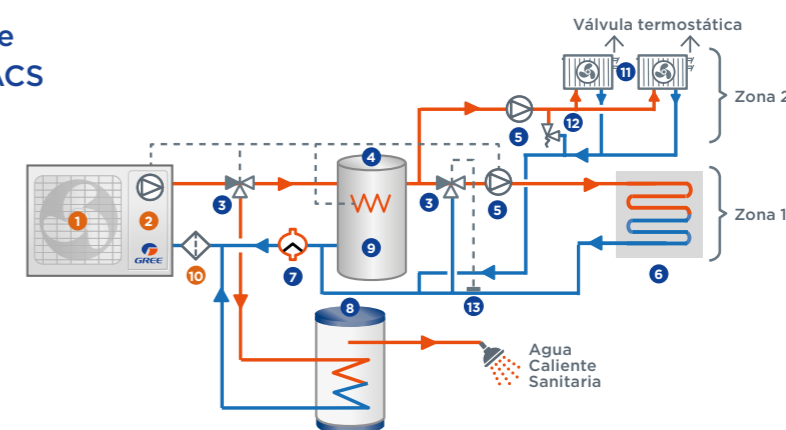 e
ACS
Válvula termostática
11
Zona 2
5
12
4
3
3
5
1
2
GREE
Zona 1
9
10
7
6
13
8
Agua
Caliente
Sanitaria